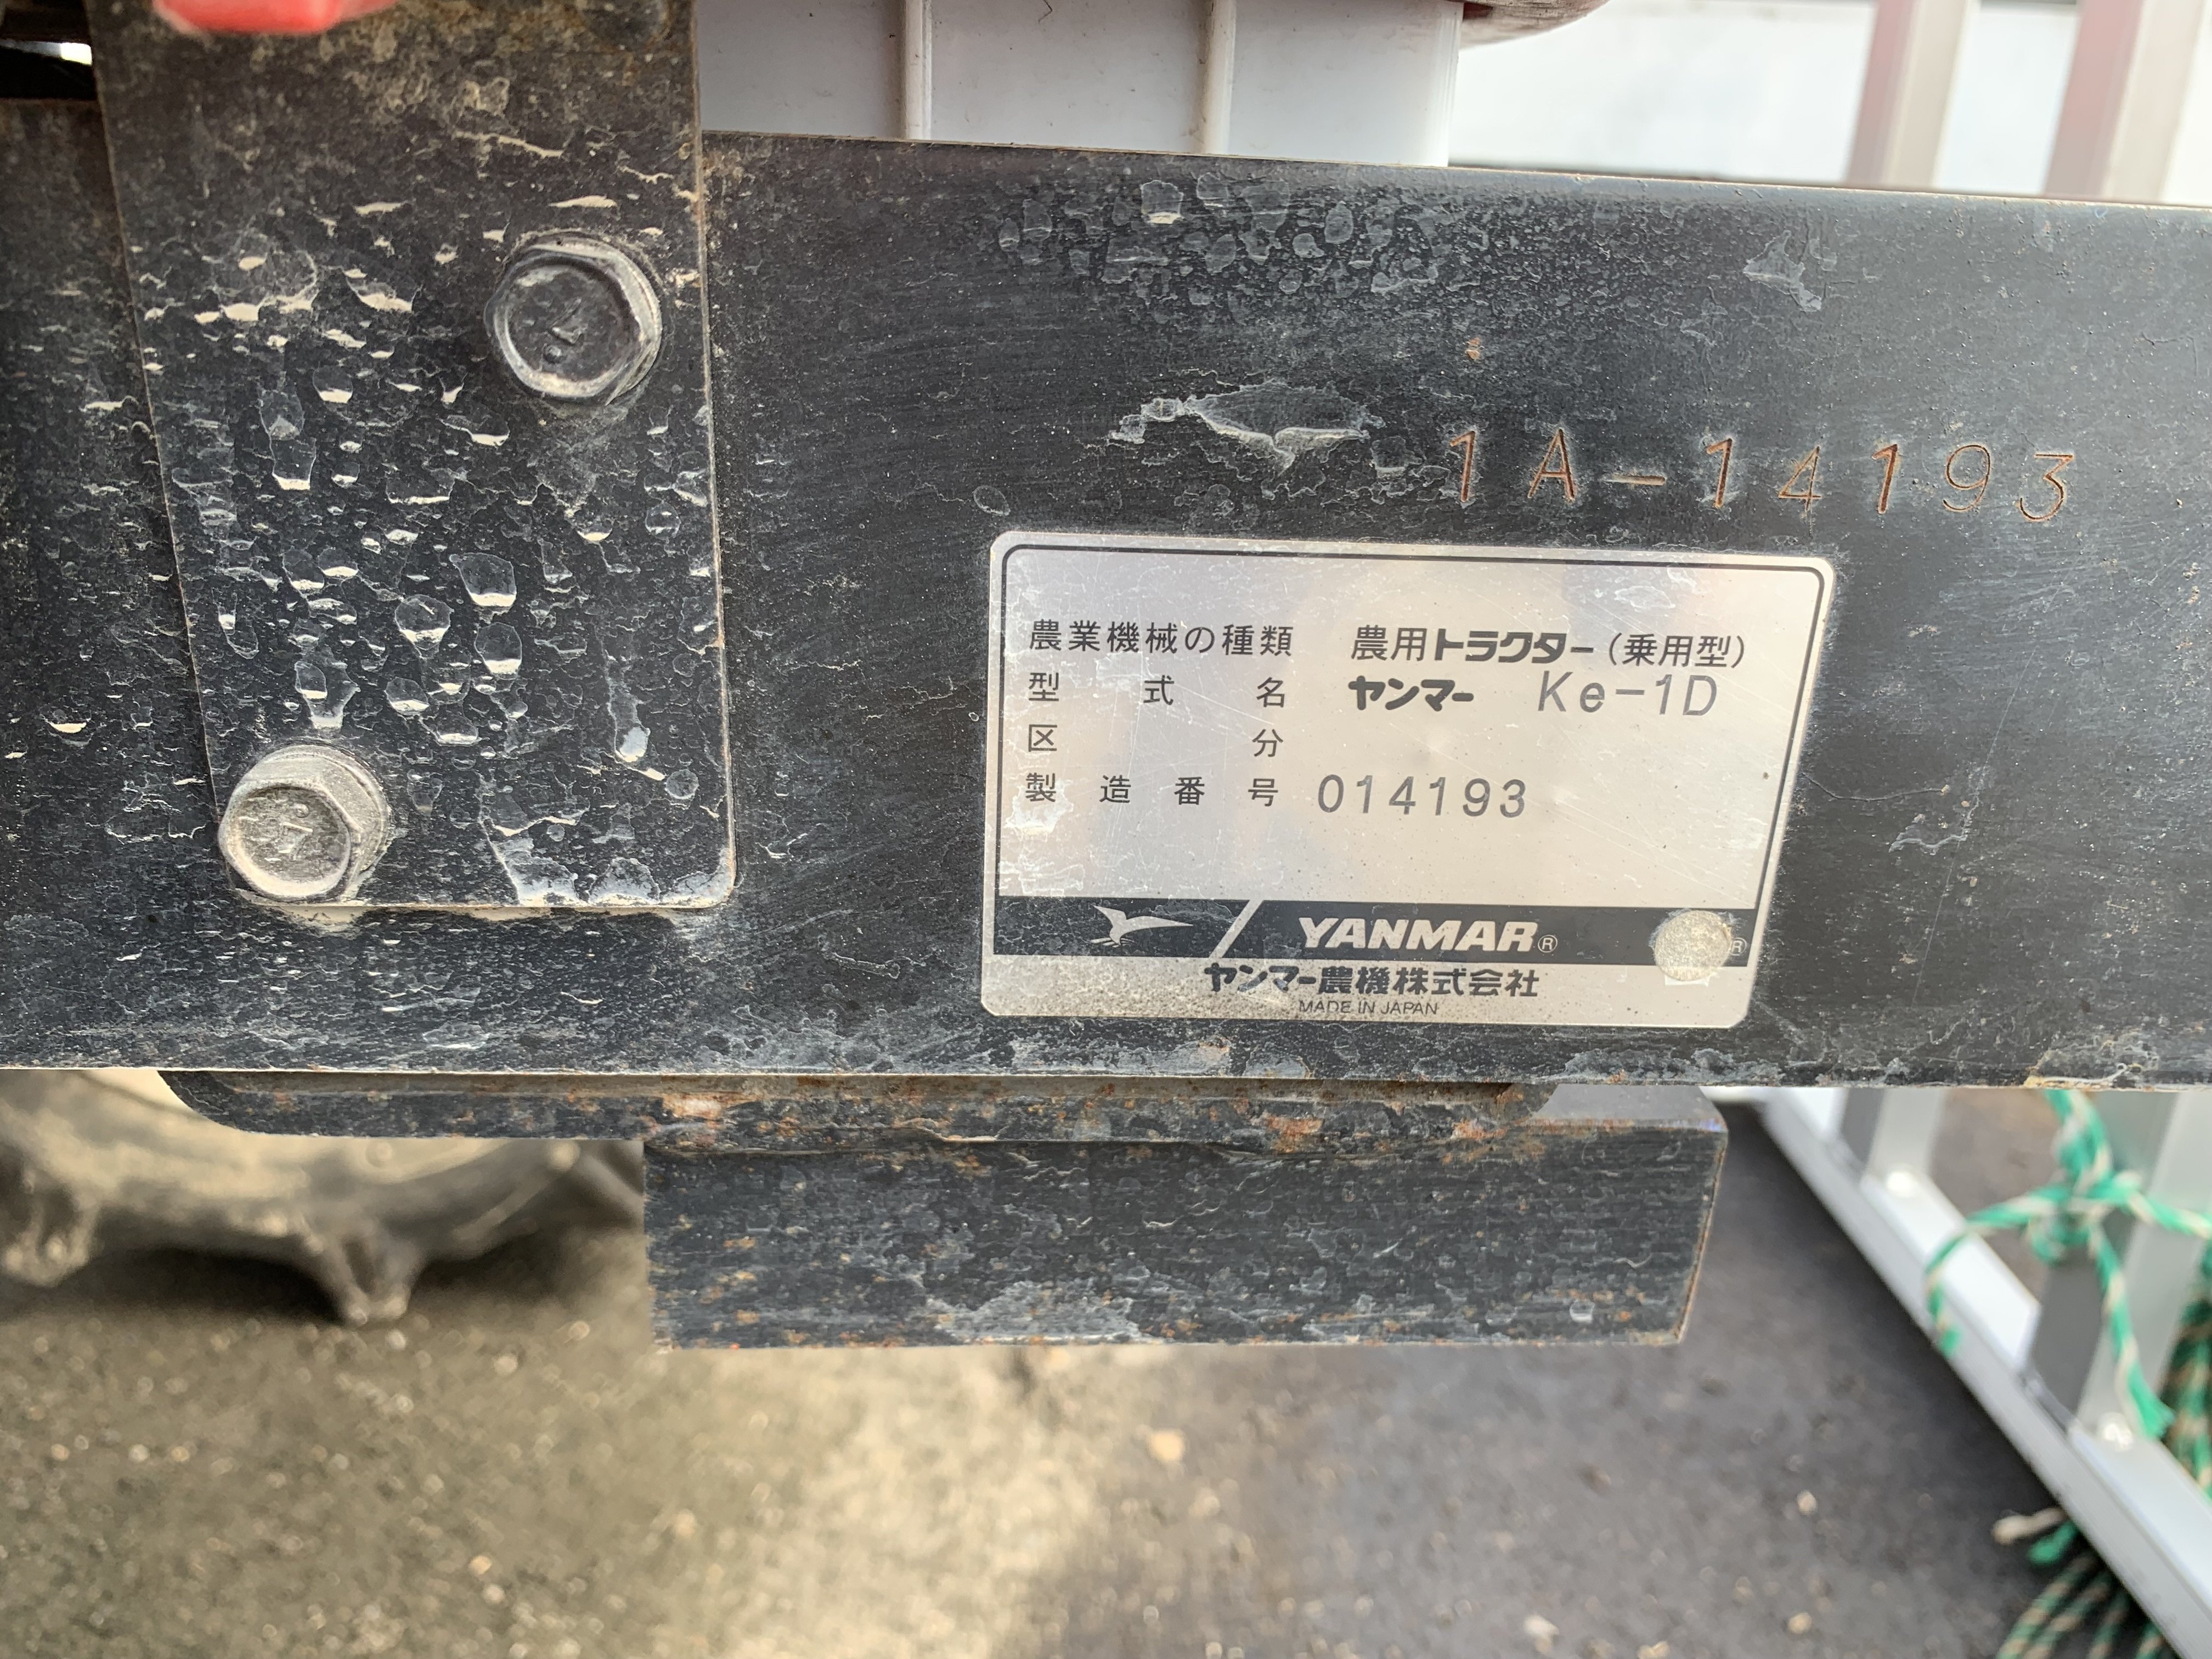 1A-14193
農業機械の種類 農用トラクター(乗用型)
型式名 ヤンマー Ke-1D
区分
製造番号 014193
YANMAR® ®
ヤンマー農機株式会社
MADE IN JAPAN